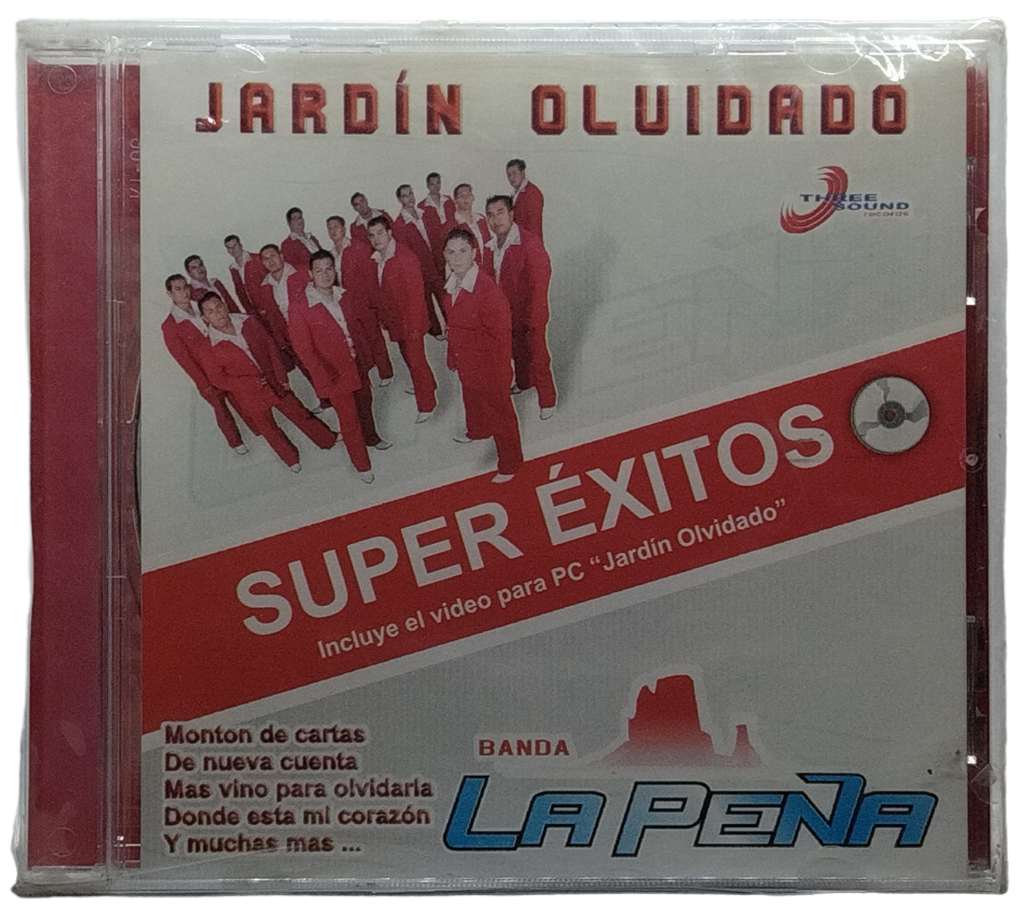 JARDÍN OLVIDADO
THREE
SOUND
records
SUPER ÉXITOS
Incluye el video para PC "Jardín Olvidado"
Monton de cartas
De nueva cuenta
Mas vino para olvidarla
Donde esta mi corazón
Y muchas mas ...
BANDA
LA PEÑA